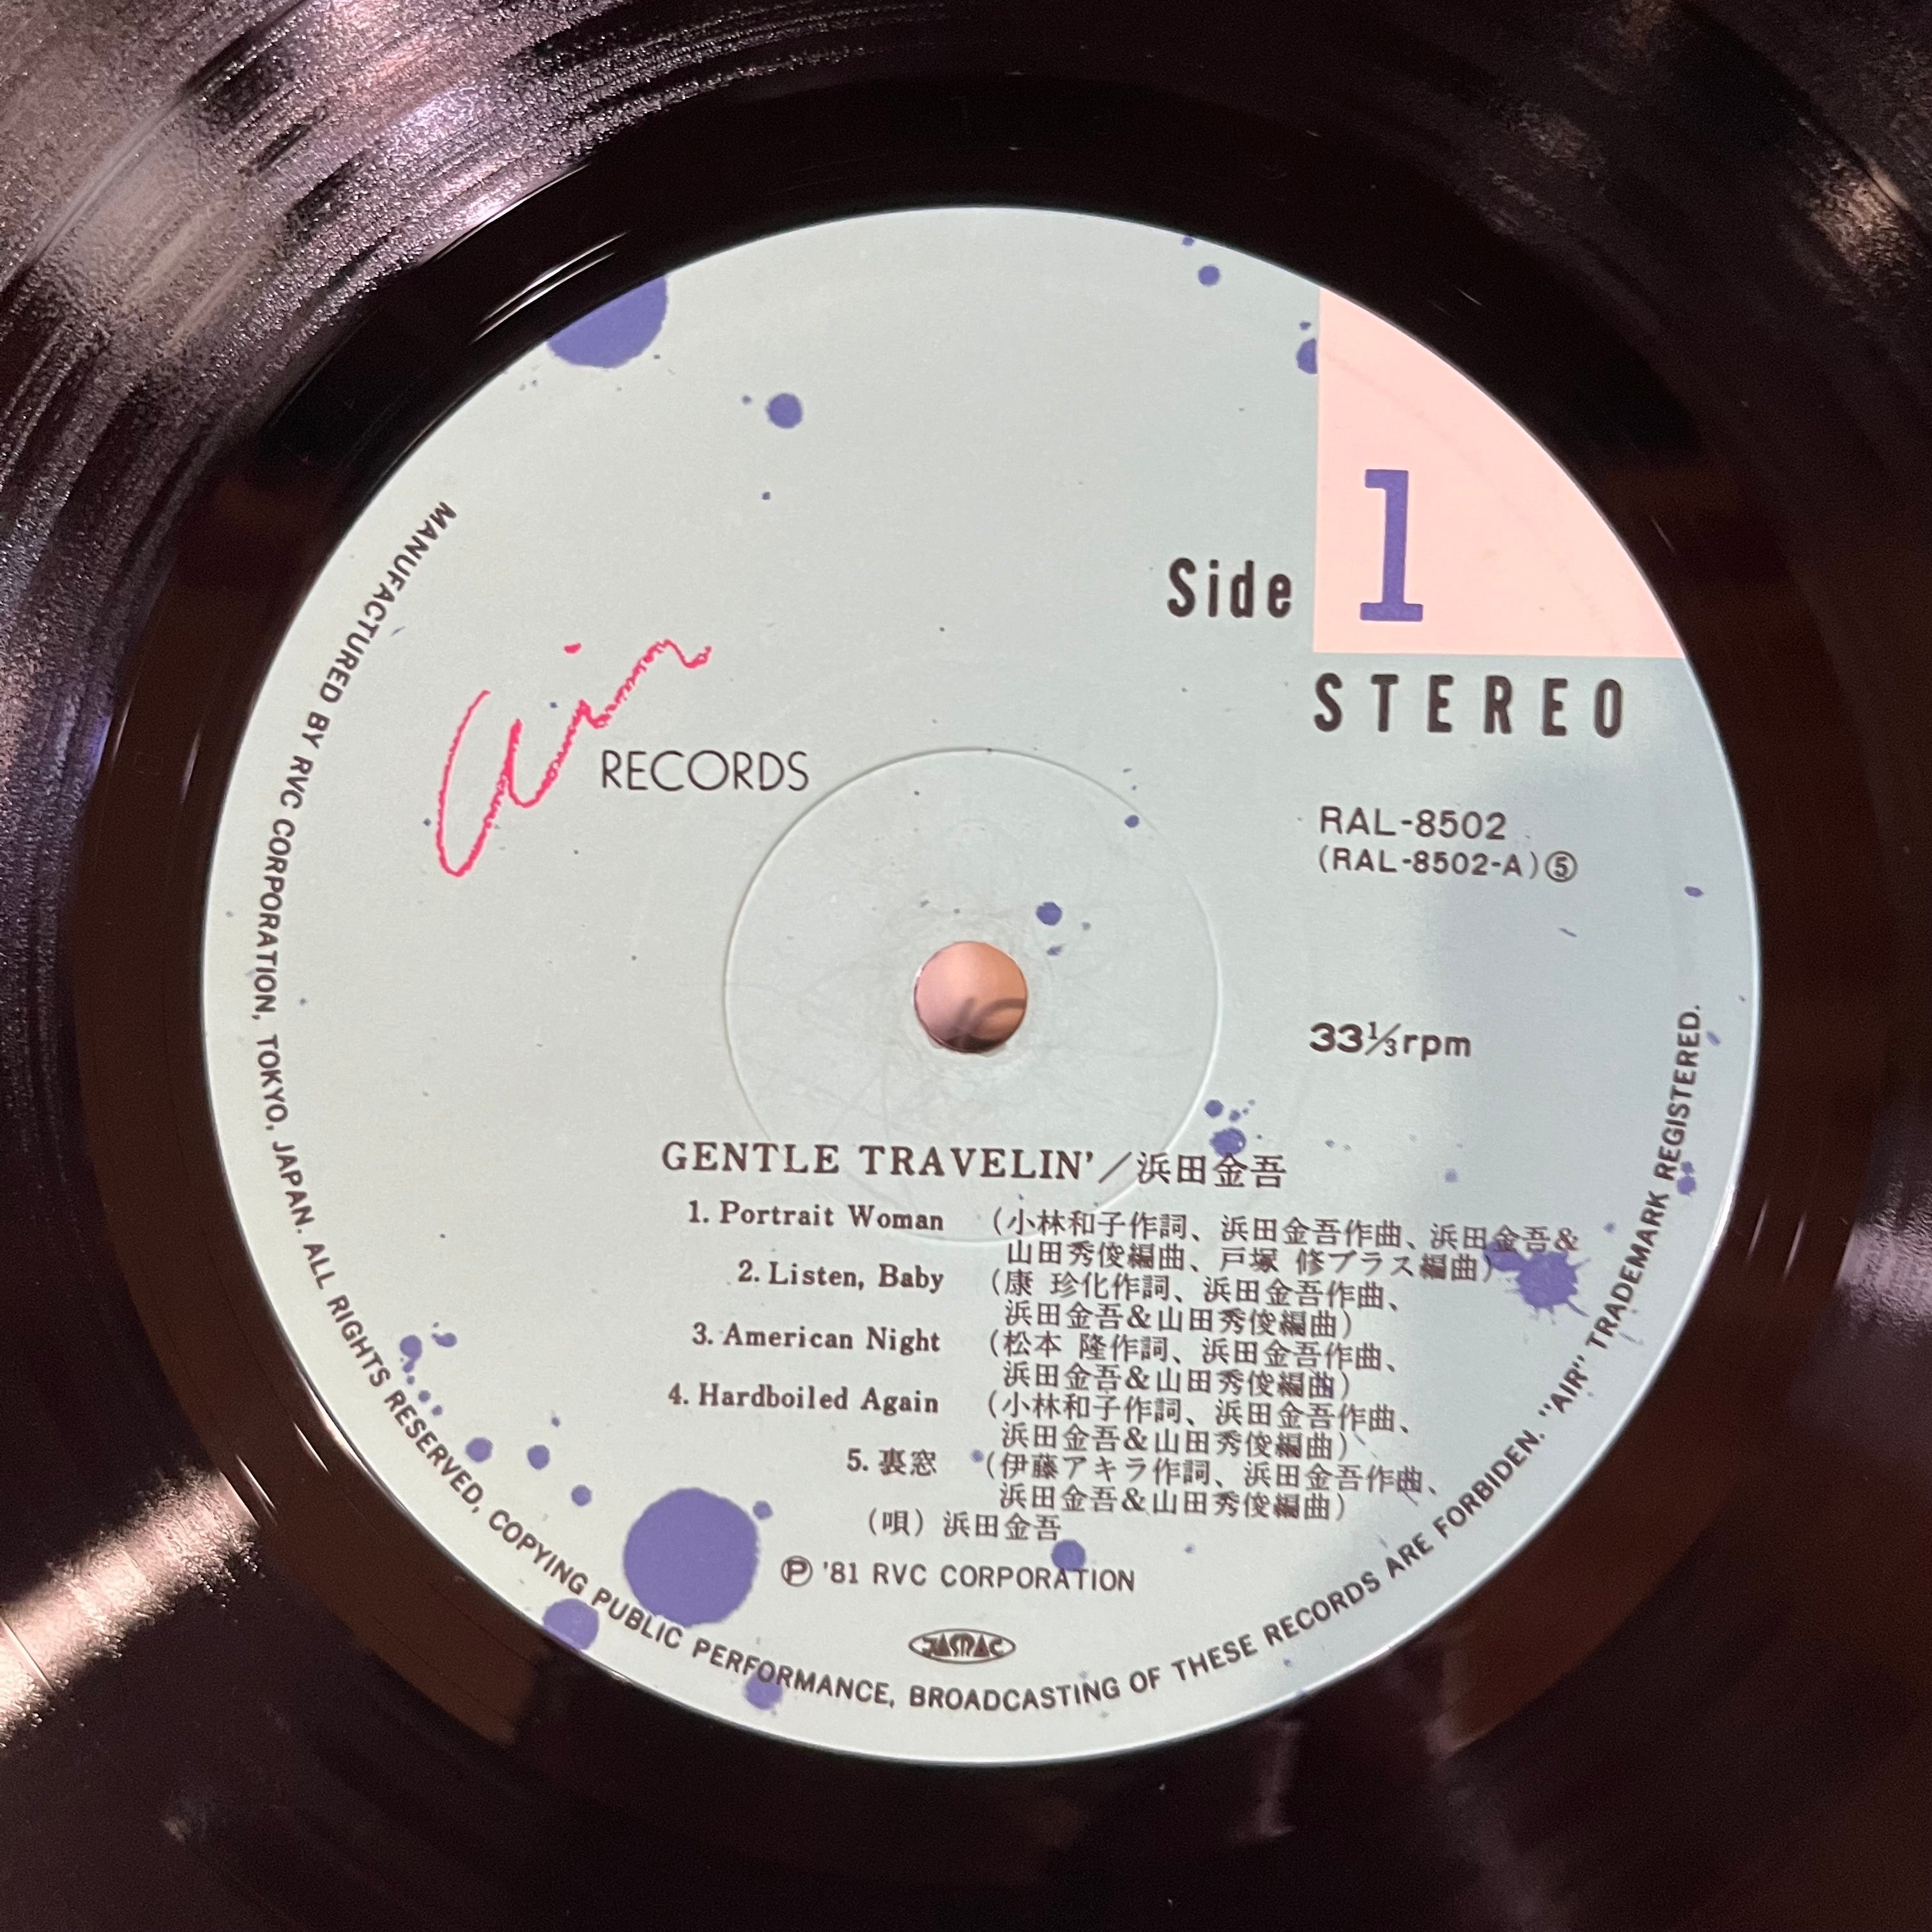 Side 1
STEREO
Air
RECORDS
RAL-8502
(RAL-8502-A)⑤
33⅓rpm
GENTLE TRAVELIN'／浜田金吾
1. Portrait Woman (小林和子作詞、浜田金吾作曲、浜田金吾&
山田秀俊編曲、戸塚 修ブラス編曲)
2. Listen, Baby (康 珍化作詞、浜田金吾作曲、
浜田金吾&山田秀俊編曲)
3. American Night (松本 隆作詞、浜田金吾作曲、
浜田金吾&山田秀俊編曲)
4. Hardboiled Again (小林和子作詞、浜田金吾作曲、
浜田金吾&山田秀俊編曲)
5. 裏窓 (伊藤アキラ作詞、浜田金吾作曲、
浜田金吾&山田秀俊編曲)
(唄) 浜田金吾
Ⓟ '81 RVC CORPORATION
JASRAC
MANUFACTURED BY RVC CORPORATION, TOKYO, JAPAN. ALL RIGHTS RESERVED, COPYING PUBLIC PERFORMANCE, BROADCASTING OF THESE RECORDS ARE FORBIDEN. "AIR" TRADEMARK REGISTERED.